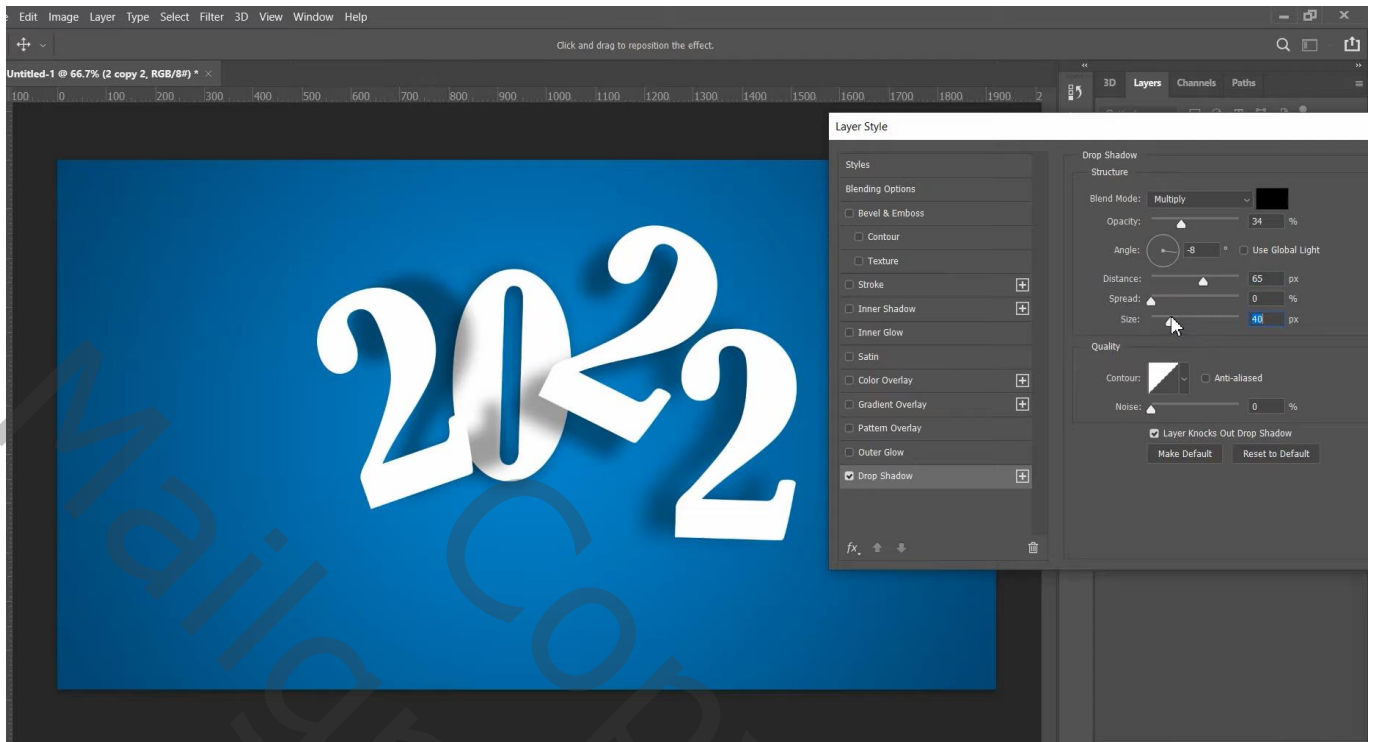 Edit Image Layer Type Select Filter 3D View Window Help
Click and drag to reposition the effect.
Untitled-1 @ 66.7% (2 copy 2, RGB/8#) * ×
100 0 100 200 300 400 500 600 700 800 900 1000 1100 1200 1300 1400 1500 1600 1700 1800 1900 2
3D Layers Channels Paths
Layer Style
Styles
Blending Options
Bevel & Emboss
Contour
Texture
Stroke
Inner Shadow
Inner Glow
Satin
Color Overlay
Gradient Overlay
Pattern Overlay
Outer Glow
Drop Shadow
fx
Drop Shadow
Structure
Blend Mode: Multiply
Opacity: 34 %
Angle: -8 ° Use Global Light
Distance: 65 px
Spread: 0 %
Size: 40 px
Quality
Contour: Anti-aliased
Noise: 0 %
Layer Knocks Out Drop Shadow
Make Default Reset to Default
2022